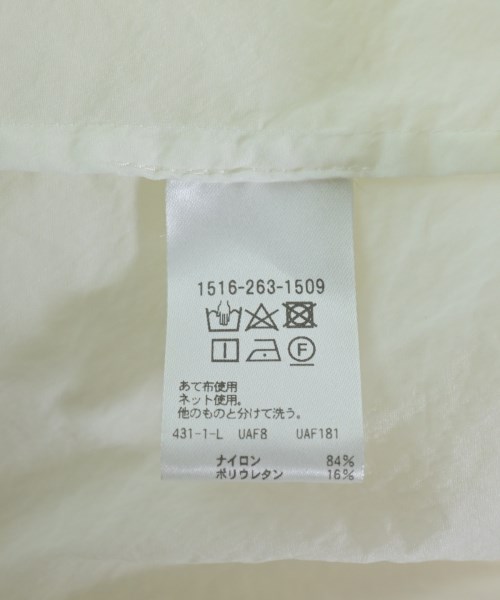 1516-263-1509
F
あて布使用
ネット使用。
他のものと分けて洗う。
431-1-L UAF8 UAF181
ナイロン 84%
ポリウレタン 16%